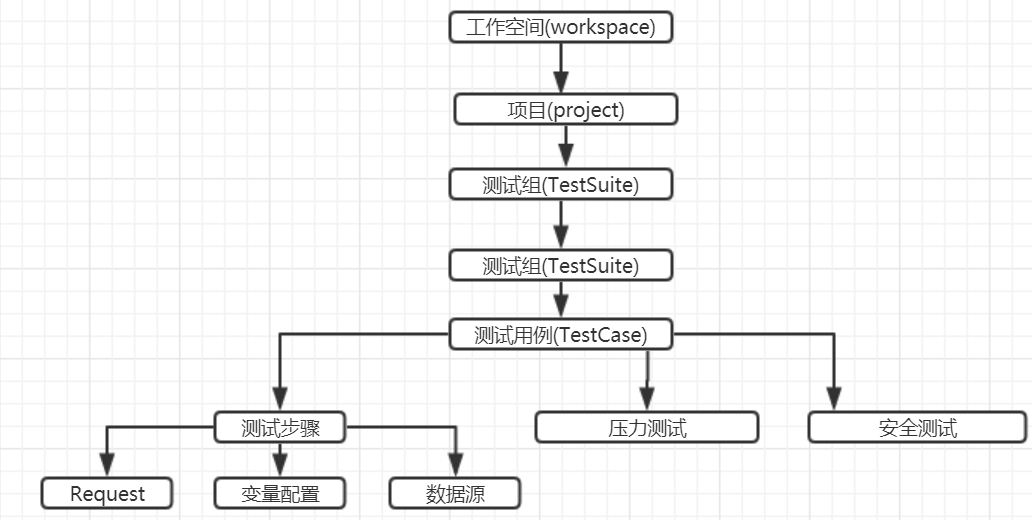 工作空间(workspace)
项目(project)
测试组(TestSuite)
测试组(TestSuite)
测试用例(TestCase)
测试步骤
压力测试
安全测试
Request
变量配置
数据源